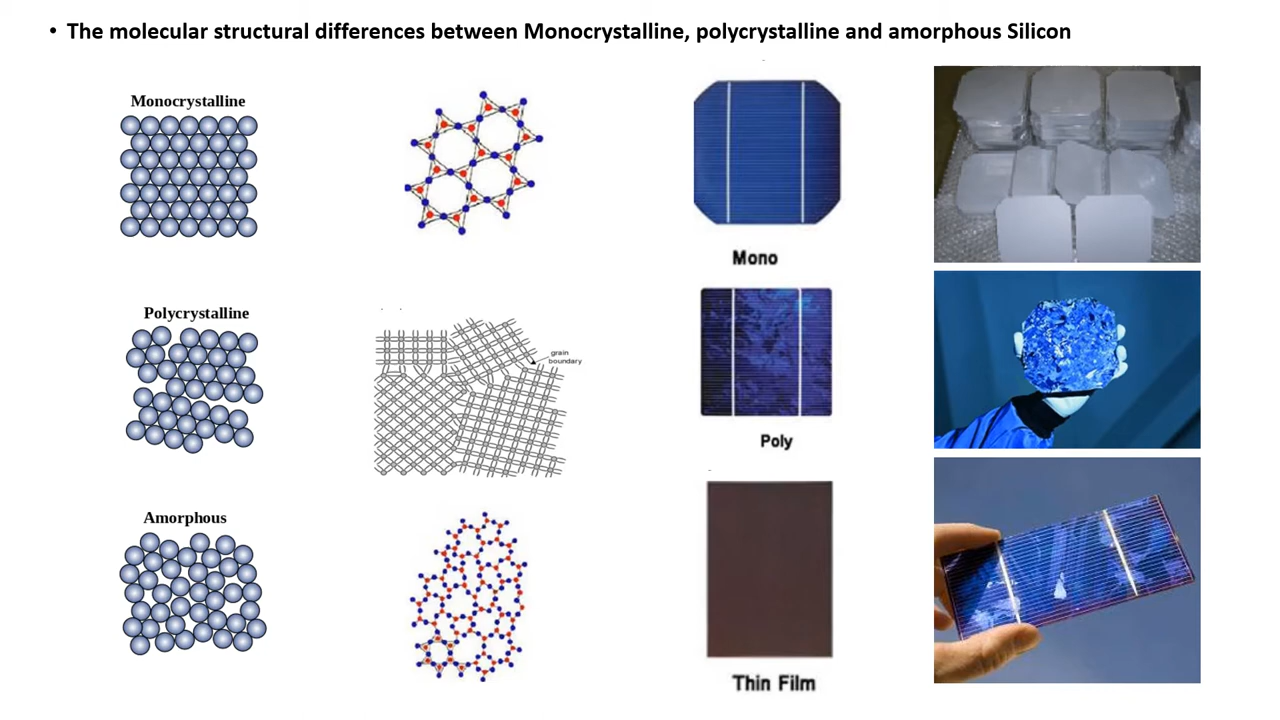 • The molecular structural differences between Monocrystalline, polycrystalline and amorphous Silicon
Monocrystalline
Mono
Polycrystalline
grain
boundary
Poly
Amorphous
Thin Film